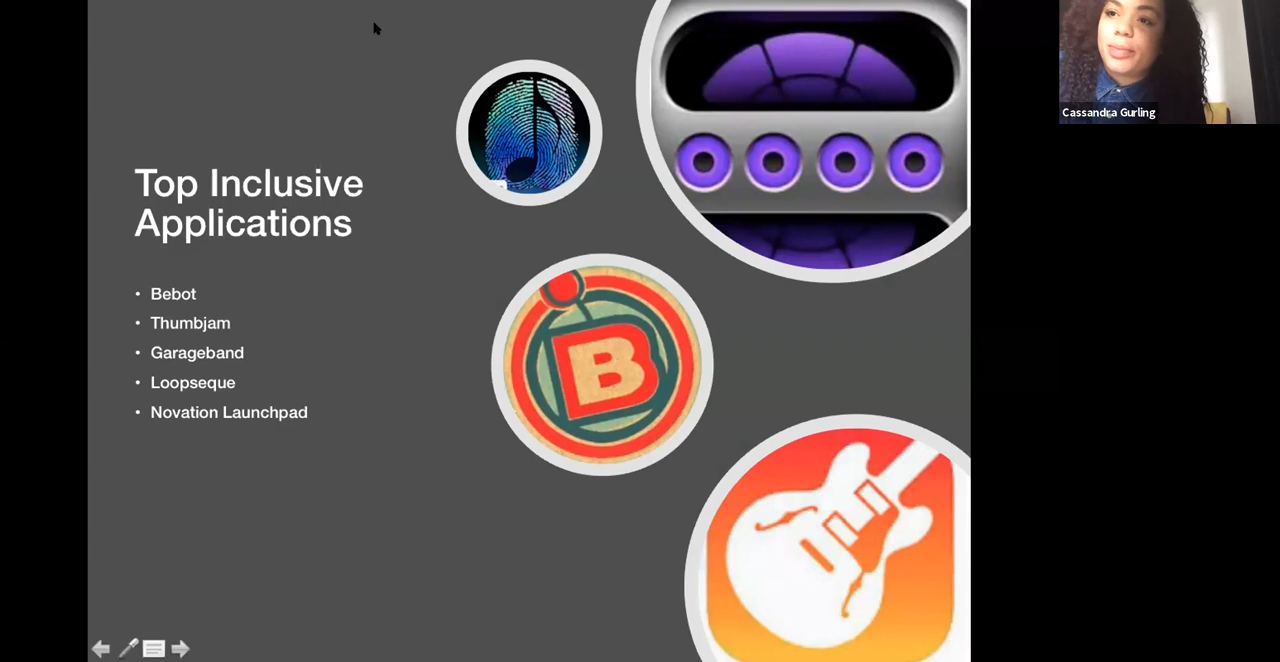 Top Inclusive
Applications
• Bebot
• Thumbjam
• Garageband
• Loopseque
• Novation Launchpad
B
Cassandra Gurling